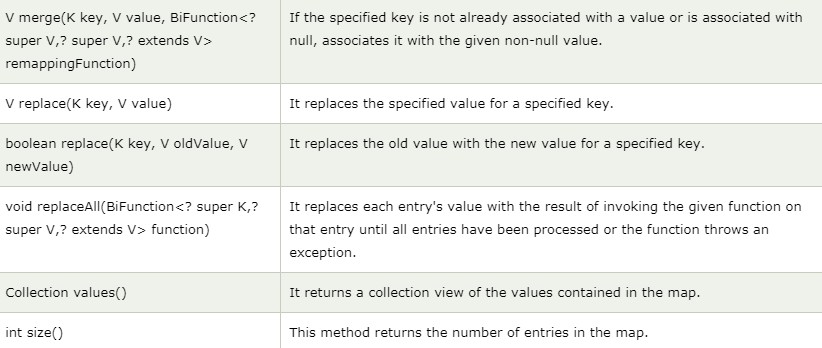 V merge(K key, V value, BiFunction<?
super V,? super V,? extends V>
remappingFunction)
If the specified key is not already associated with a value or is associated with
null, associates it with the given non-null value.
V replace(K key, V value)
It replaces the specified value for a specified key.
boolean replace(K key, V oldValue, V
newValue)
It replaces the old value with the new value for a specified key.
void replaceAll(BiFunction<? super K,?
super V,? extends V> function)
It replaces each entry's value with the result of invoking the given function on
that entry until all entries have been processed or the function throws an
exception.
Collection values()
It returns a collection view of the values contained in the map.
int size()
This method returns the number of entries in the map.